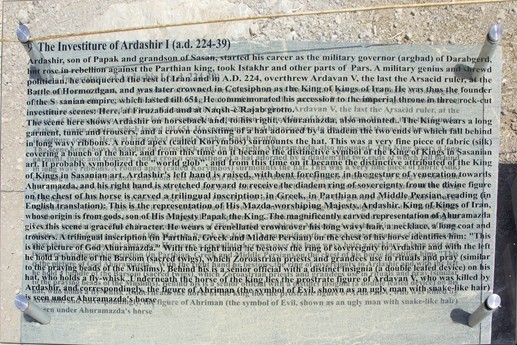 9 The Investiture of Ardashir I (a.d. 224-39)
Ardashir, son of Papak and grandson of Sasan, started his career as the military governor (argbad) of Darabgerd,
but rose in rebellion against the Parthian king, took Istakhr and other parts of Pars. A military genius and shrewd
politician, he conquered the rest of Iran and in A.D. 224, overthrew Ardavan V, the last the Arsacid ruler, at the
Battle of Hormozdgan, and was later crowned in Ctesiphon as the King of Kings of Iran. He was thus the founder
of the Sasanian empire, which lasted till 651. He commemorated his accession to the imperial throne in three rock-cut
investiture scenes: Here, at Firuzabad and at Naqsh-e Rajab
The scene here shows Ardashir on horseback and, to his right, Ahuramazda, also mounted. The King wears a long
garment, tunic and trousers, and a crown consisting of a hat adorned by a diadem the two ends of which fall behind
in long wavy ribbons. A round apex (called Korymbos) surmounts the hat. This was a very fine piece of fabric (silk)
covering a bunch of the hair, and from this time on it became the distinctive symbol of the King of Kings in Sasanian
art. It probably symbolized the "world glob", and from this time on it became the distinctive attributed of the King
of Kings in Sasanian art. Ardashir's left hand is raised, with bent forefinger, in the gesture of veneration towards
Ahuramazda, and his right hand is stretched forward to receive the diadem ring of sovereignty from the divine figure
on the chest of his horse is carved a trilingual inscription: in Greek, in Parthian and Middle Persian, reading (in
English translation): This is the representation of His Mazda-worshiping Majesty, Ardashir, King of Kings of Iran,
whose origin is from gods, son of His Majesty Papak, the King. The magnificently carved representation of Ahuramazda
gives this scene a graceful character. He wears a crenellated crown over his long wavy hair, a necklace, a long coat and
trousers. A trilingual inscription in Parthian, Greek and Middle Persian on the chest of his horse identifies him: "This
is the picture of God Ahuramazda." With the right hand he bestows the ring of sovereignty to Ardashir and with the left
he hold a bundle of the Barsom (sacred twigs), which Zoroastrian priests and grandees use in rituals and pray (similar
to the praying beads of the Muslims). Behind his is a senior official with a distinct insignia (a double leafed device) on his
hat, who holds a
Ardashir, and correspondingly, the figure of Ahriman (the symbol of Evil, shown as an ugly man with snake-like hair)
is seen under Ahuramazda's horse